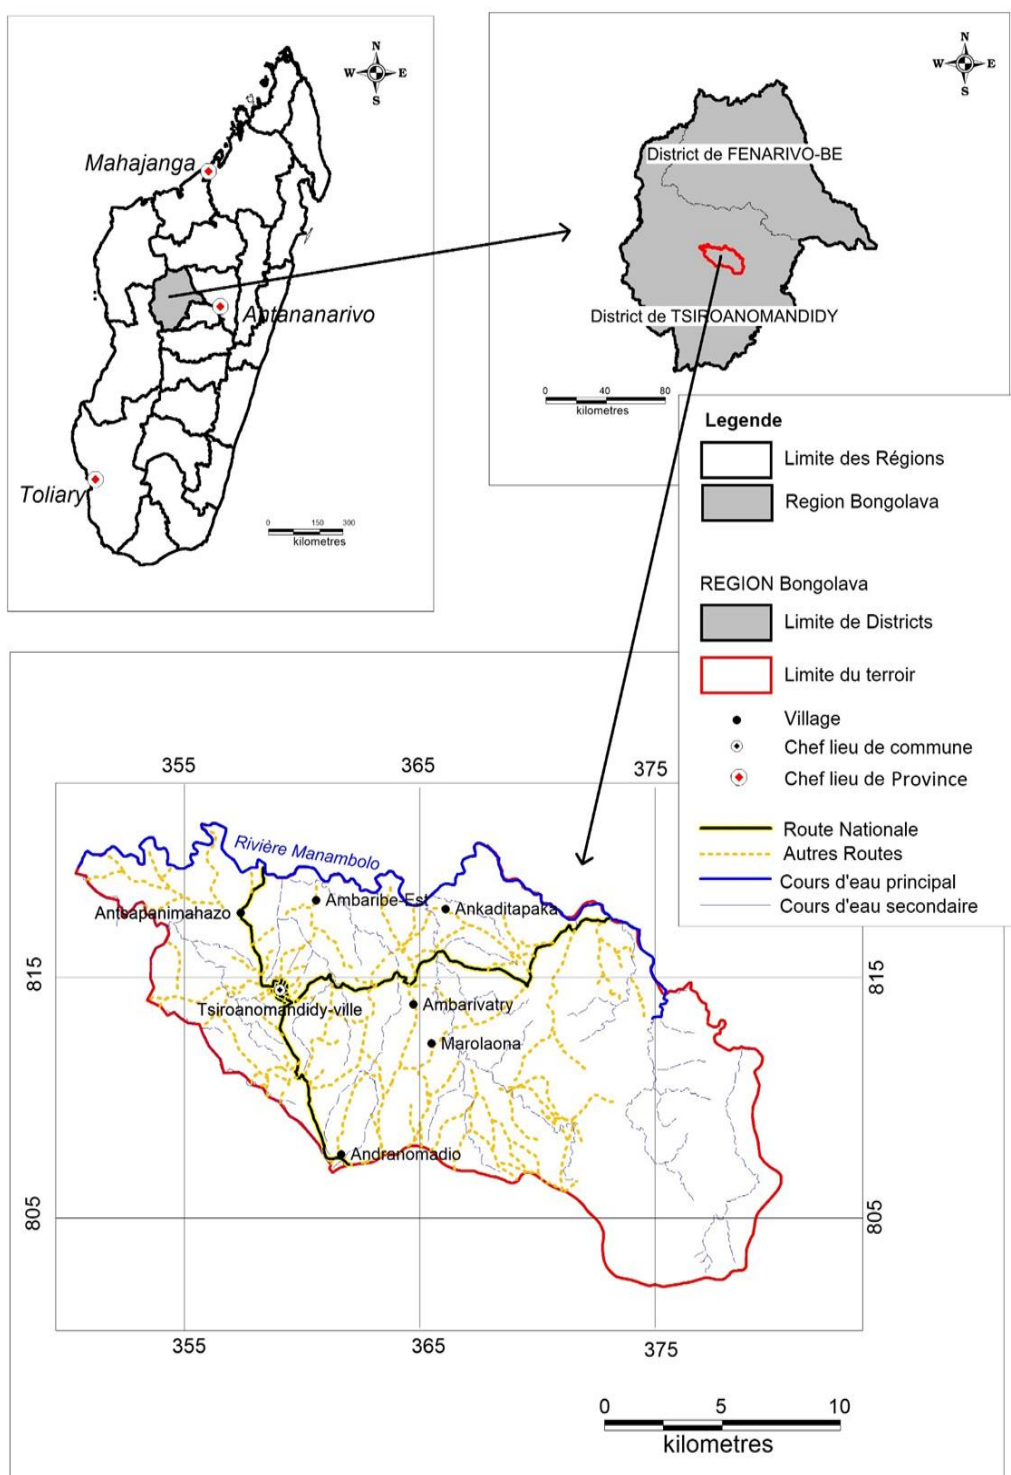 N
W E
S
Mahajanga
Antananarivo
Toliary
0 150 300
kilometres
N
W E
S
District de FENARIVO-BE
District de TSIROANOMANDIDY
0 40 80
kilometres
Legende
Limite des Régions
Region Bongolava
REGION Bongolava
Limite de Districts
Limite du terroir
Village
Chef lieu de commune
Chef lieu de Province
Route Nationale
Autres Routes
Cours d'eau principal
Cours d'eau secondaire
355 365 375
Rivière Manambolo
Ambaribe-Est
Antsapanimahazo
Ankaditapaka
815 815
Tsiroanomandidy-ville
Ambarivatry
Marolaona
Andranomadio
805 805
355 365 375
0 5 10
kilometres